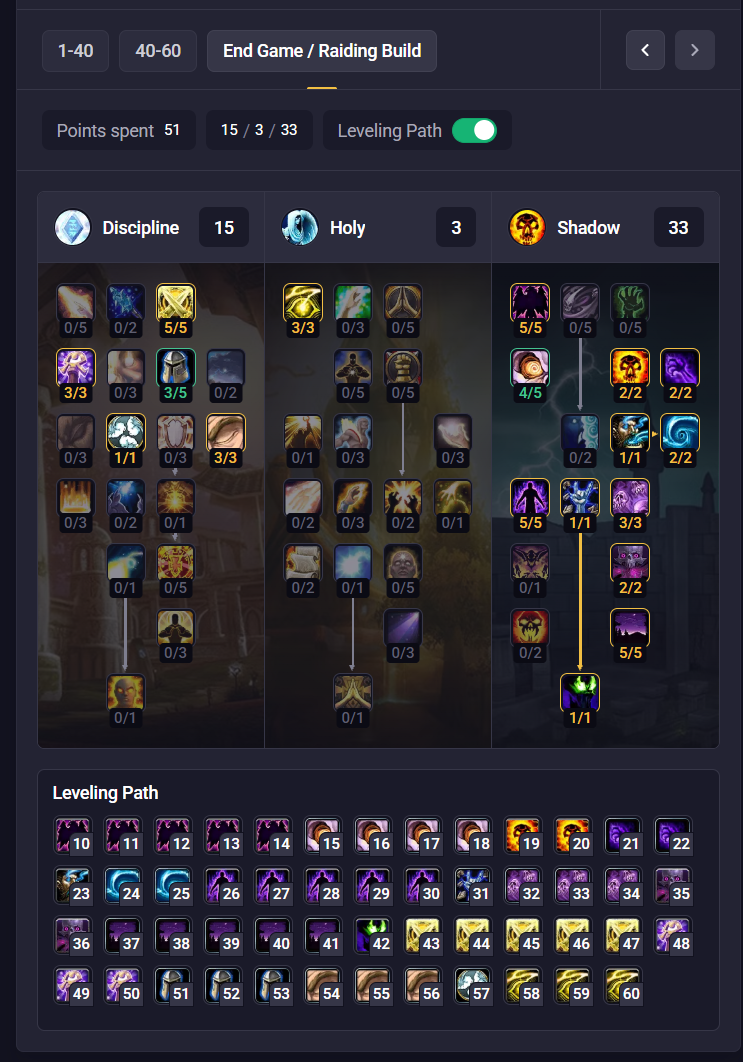 1-40 40-60 End Game / Raiding Build
Points spent 51 15 / 3 / 33 Leveling Path
Discipline 15 Holy 3 Shadow 33
0/5 0/2 5/5 3/3 0/3 0/5 5/5 0/5 0/5
3/3 0/3 3/5 0/2 0/5 0/5 4/5 2/2 2/2
0/3 1/1 0/3 3/3 0/1 0/3 0/3 0/2 1/1 2/2
0/3 0/2 0/1 0/2 0/3 0/2 0/1 5/5 1/1 3/3
0/1 0/5 0/2 0/1 0/5 0/1 2/2
0/3 0/3 0/2 5/5
0/1 0/1 1/1
Leveling Path
10 11 12 13 14 15 16 17 18 19 20 21 22
23 24 25 26 27 28 29 30 31 32 33 34 35
36 37 38 39 40 41 42 43 44 45 46 47 48
49 50 51 52 53 54 55 56 57 58 59 60